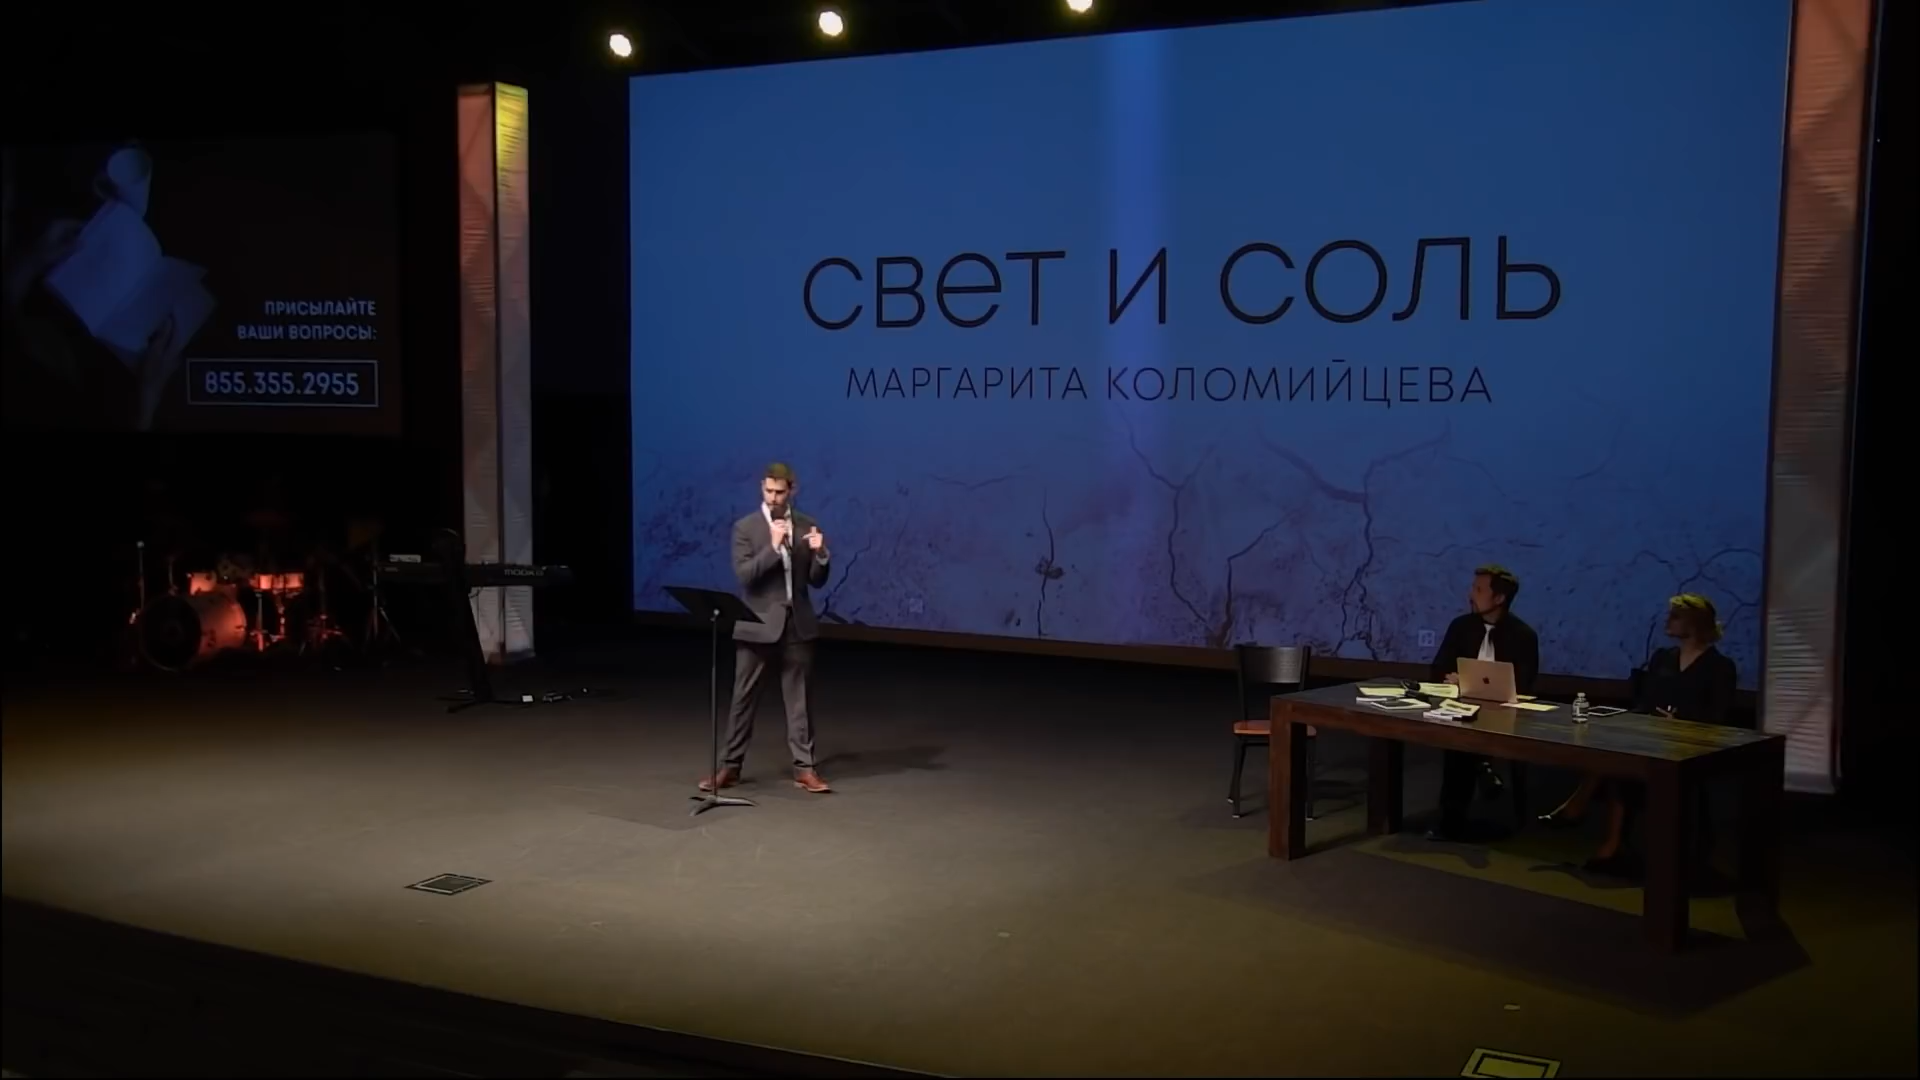 СВЕТ И СОЛЬ
МАРГАРИТА КОЛОМИЙЦЕВА
ПРИСЫЛАЙТЕ
ВАШИ ВОПРОСЫ:
855.355.2955